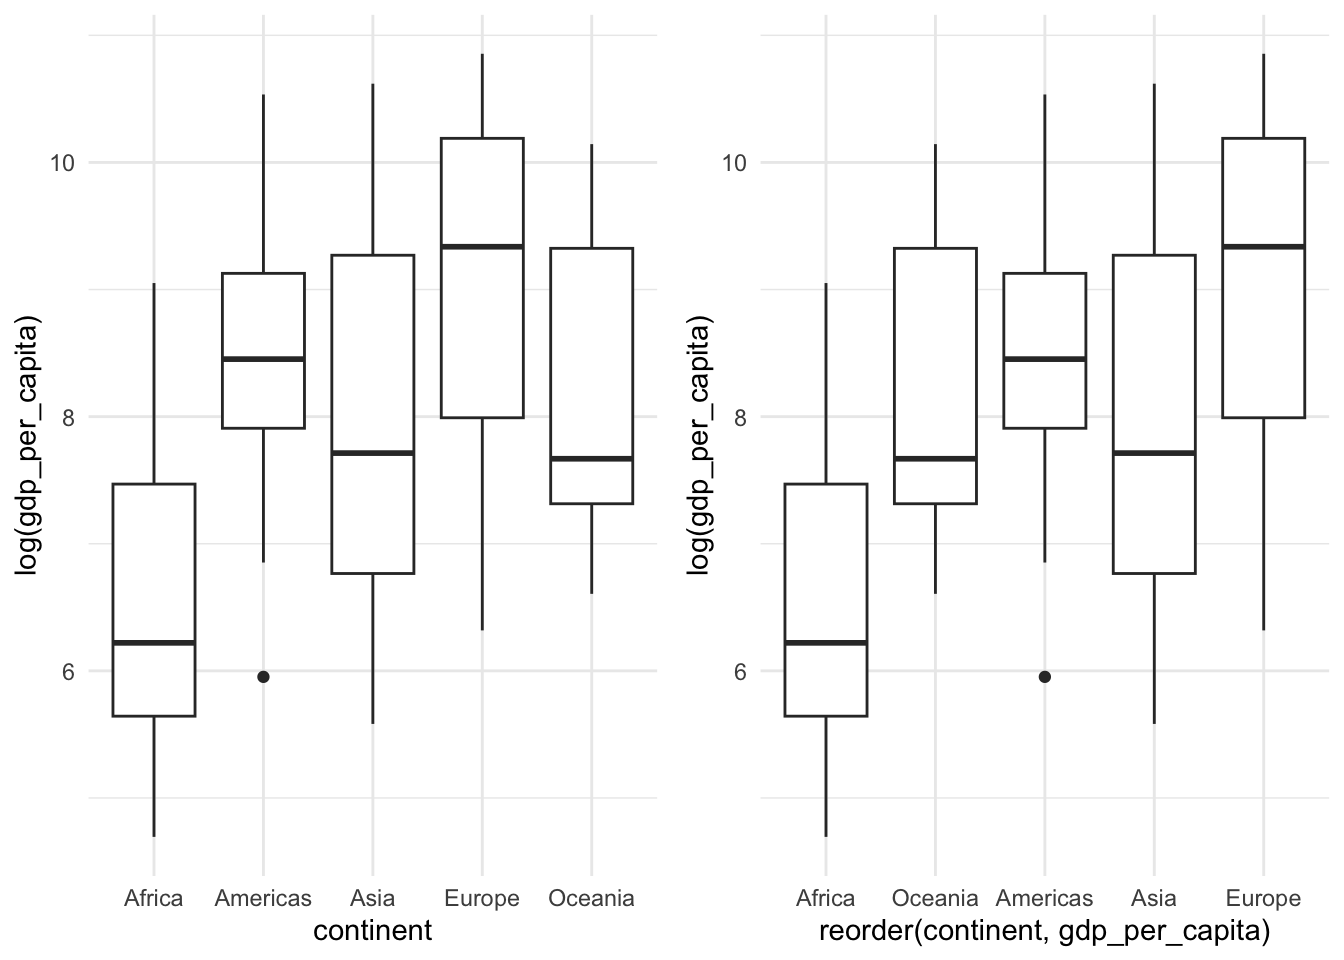 log(gdp_per_capita)
10
8
6
Africa Americas Asia Europe Oceania
continent
log(gdp_per_capita)
10
8
6
Africa Oceania Americas Asia Europe
reorder(continent, gdp_per_capita)